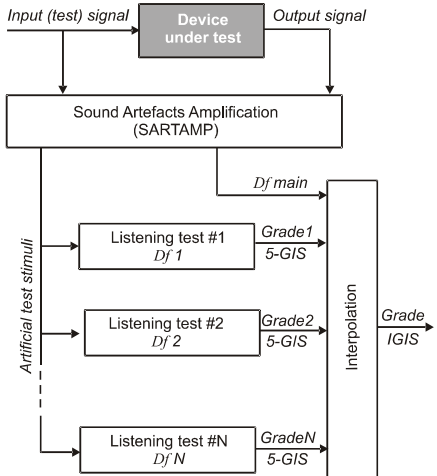 Input (test) signal
Device
under test
Output signal
Sound Artefacts Amplification
(SARTAMP)
Df main
Artificial test stimuli
Listening test #1
Df 1
Grade1
5-GIS
Listening test #2
Df 2
Grade2
5-GIS
Interpolation
Grade
IGIS
Listening test #N
Df N
GradeN
5-GIS